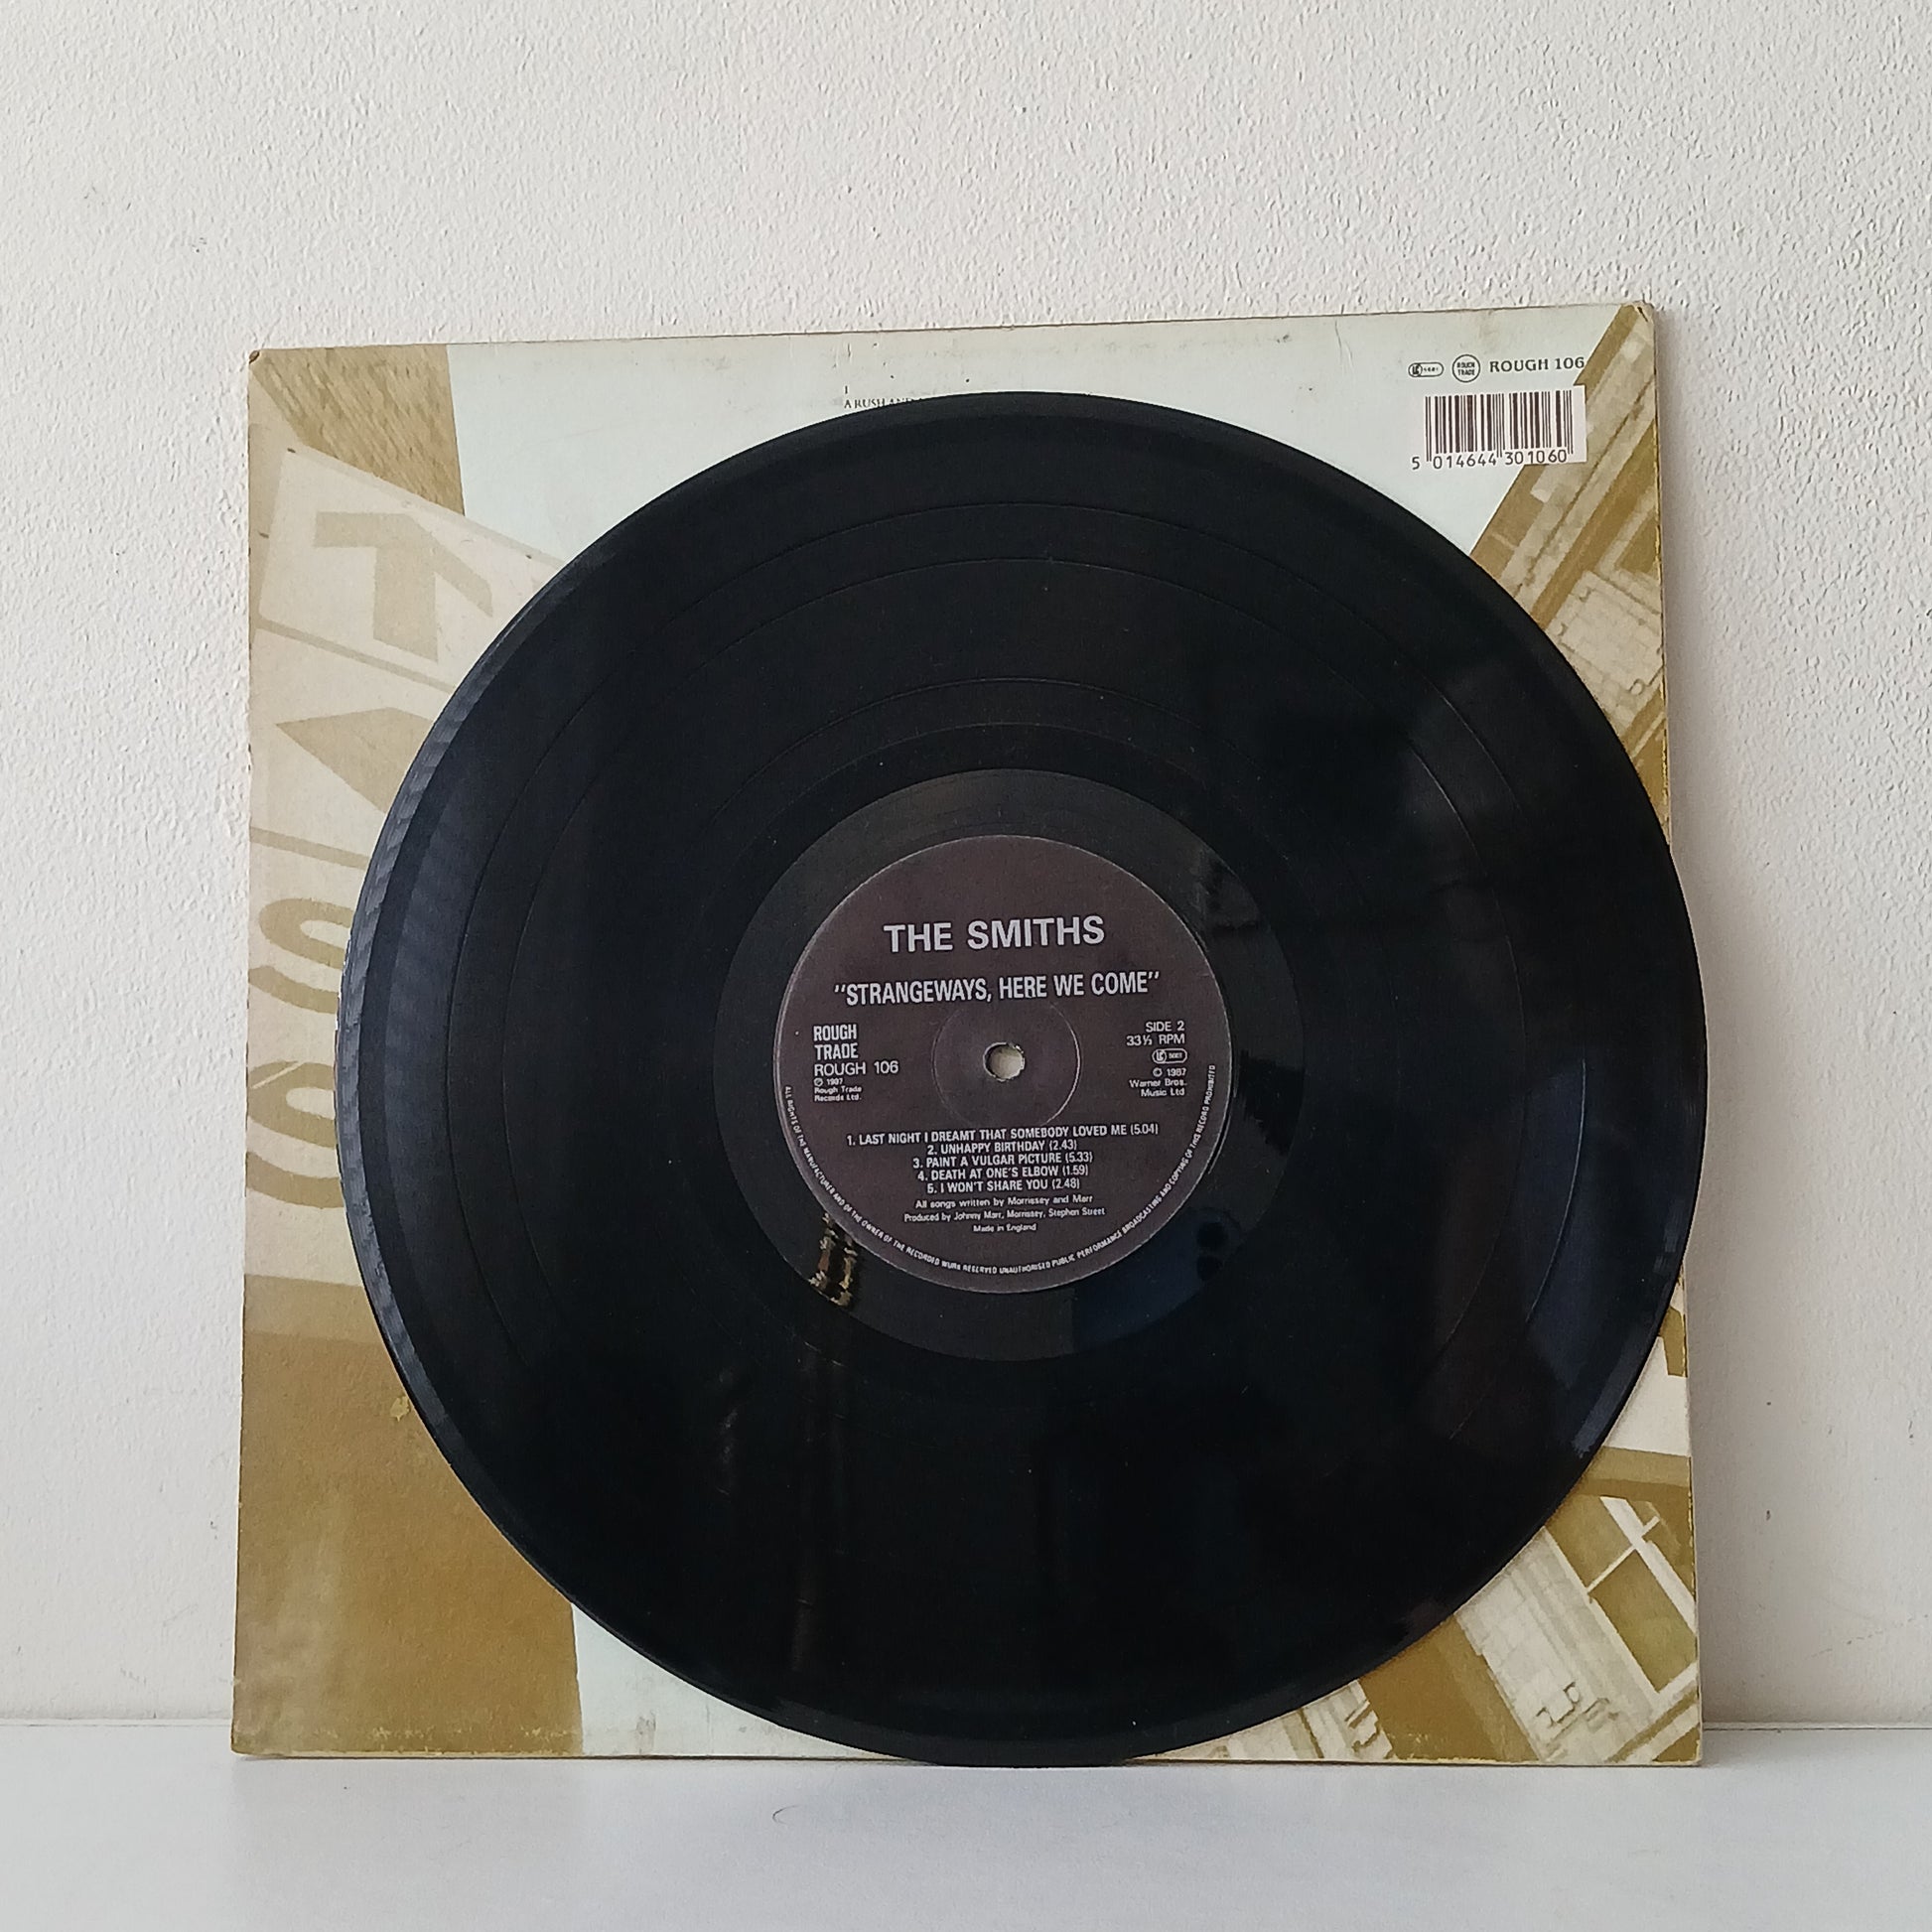 ROUGH TRADE
ROUGH 106
I
A RUSH AND
5 014644 301060
THE SMITHS
"STRANGEWAYS, HERE WE COME"
ROUGH
TRADE
ROUGH 106
℗ 1987
Rough Trade
Records Ltd.
SIDE 2
33⅓ RPM
© 1987
Warner Bros.
Music Ltd
1. LAST NIGHT I DREAMT THAT SOMEBODY LOVED ME (5.04)
2. UNHAPPY BIRTHDAY (2.43)
3. PAINT A VULGAR PICTURE (5.33)
4. DEATH AT ONE'S ELBOW (1.59)
5. I WON'T SHARE YOU (2.48)
All songs written by Morrissey and Marr
Produced by Johnny Marr, Morrissey, Stephen Street
Made in England
ALL RIGHTS OF THE MANUFACTURER AND OF THE OWNER OF THE RECORDED WORK RESERVED UNAUTHORISED PUBLIC PERFORMANCE BROADCASTING AND COPYING OF THIS RECORD PROHIBITED